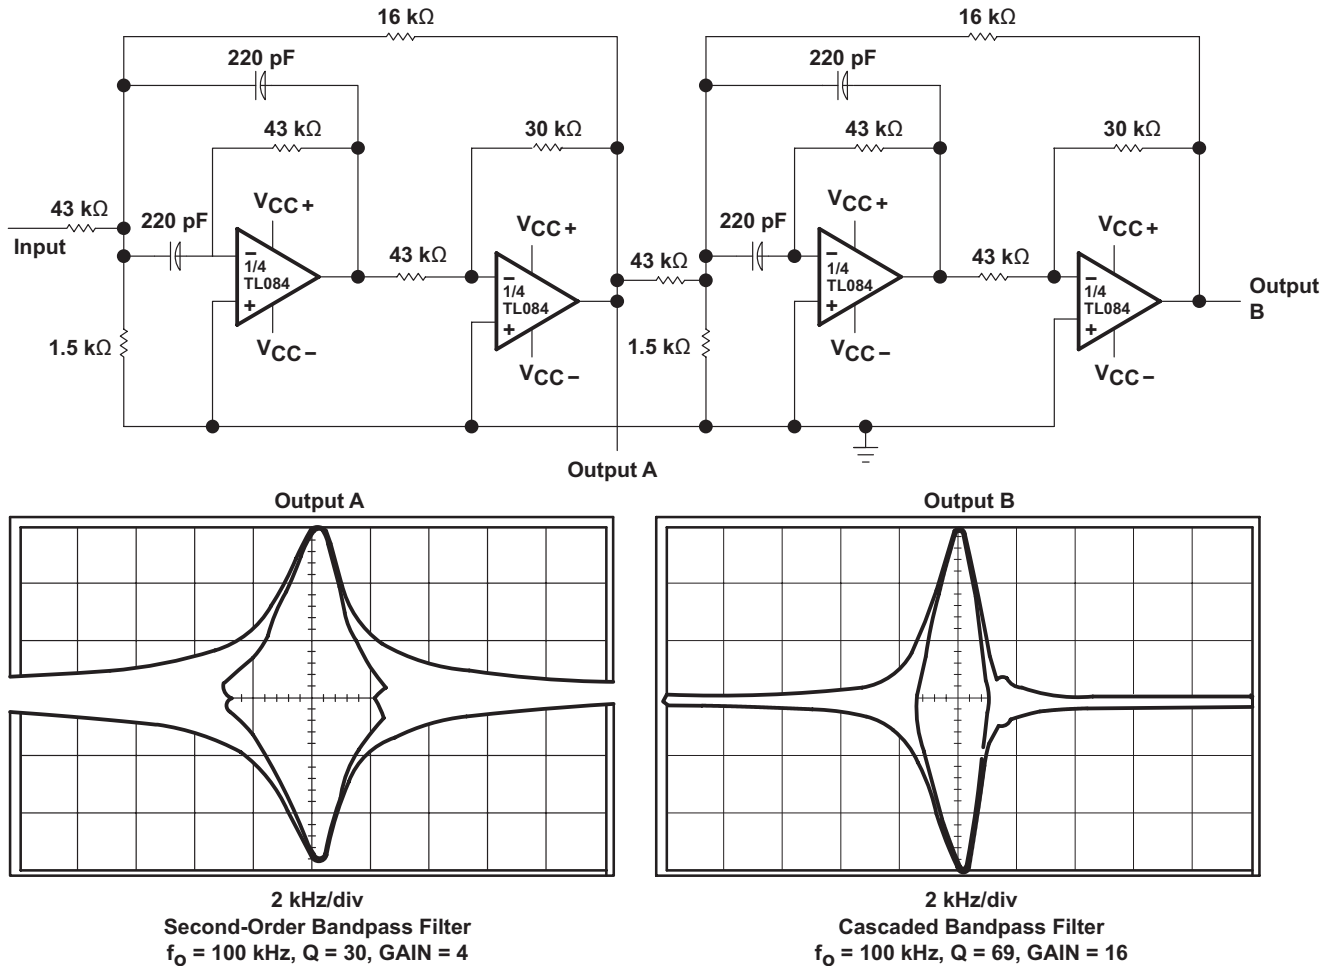 16 kΩ
16 kΩ
220 pF
220 pF
43 kΩ
30 kΩ
43 kΩ
30 kΩ
43 kΩ
Input
220 pF
VCC+
−
1/4
TL084
+
VCC−
43 kΩ
VCC+
−
1/4
TL084
+
VCC−
1.5 kΩ
43 kΩ
220 pF
VCC+
−
1/4
TL084
+
VCC−
43 kΩ
VCC+
−
1/4
TL084
+
VCC−
1.5 kΩ
Output
B
Output A
Output A
2 kHz/div
Second-Order Bandpass Filter
fo = 100 kHz, Q = 30, GAIN = 4
Output B
2 kHz/div
Cascaded Bandpass Filter
fo = 100 kHz, Q = 69, GAIN = 16